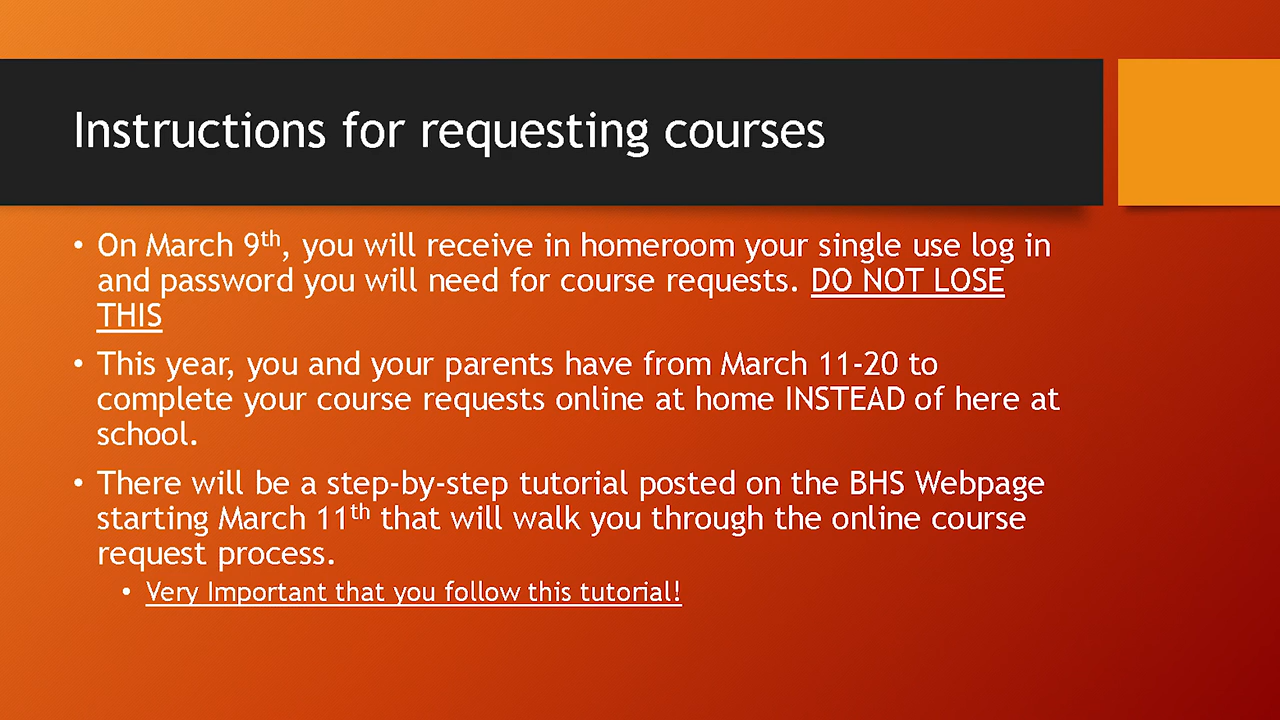 Instructions for requesting courses
• On March 9th, you will receive in homeroom your single use log in
and password you will need for course requests. DO NOT LOSE
THIS
• This year, you and your parents have from March 11-20 to
complete your course requests online at home INSTEAD of here at
school.
• There will be a step-by-step tutorial posted on the BHS Webpage
starting March 11th that will walk you through the online course
request process.
• Very Important that you follow this tutorial!